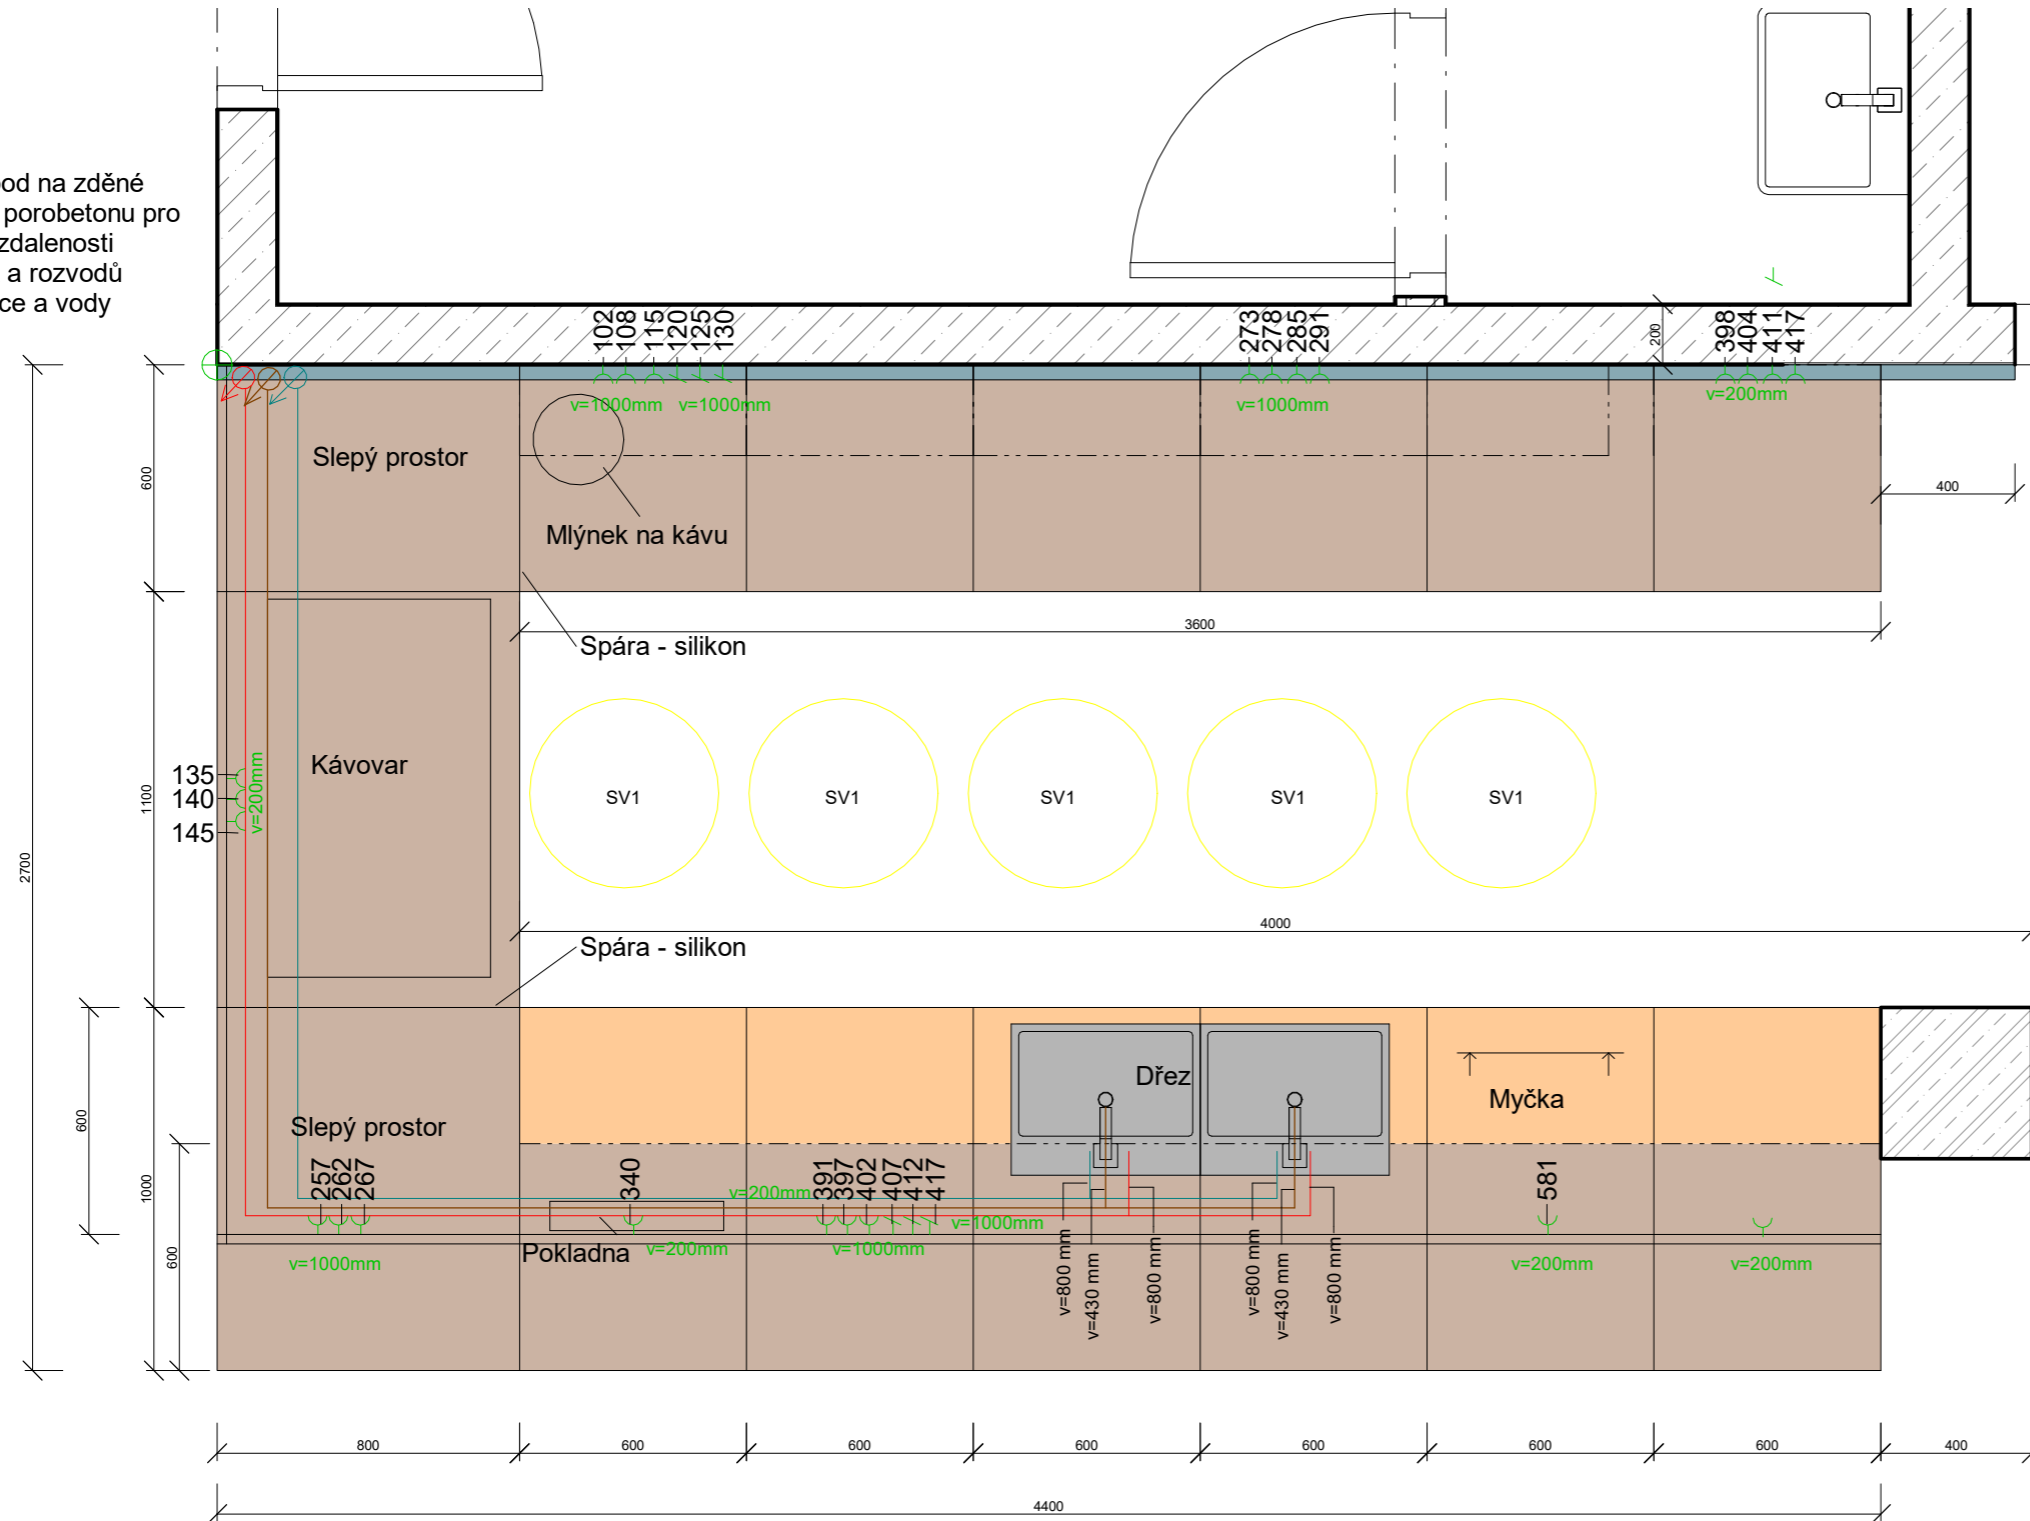 od na zděné
porobetonu pro
zdalenosti
a rozvodů
ce a vody
102
108
115
120
125
130
273
278
285
291
200
398
404
411
417
v=1000mm
v=1000mm
v=1000mm
v=200mm
Slepý prostor
600
400
Mlýnek na kávu
3600
Spára - silikon
Kávovar
135
140
145
v=200mm
1100
2700
SV1
SV1
SV1
SV1
SV1
4000
Spára - silikon
Dřez
Myčka
600
Slepý prostor
1000
600
257
262
267
340
391
397
402
407
412
417
581
v=200mm
v=1000mm
Pokladna
v=200mm
v=1000mm
v=1000mm
v=800 mm
v=430 mm
v=800 mm
v=800 mm
v=430 mm
v=800 mm
v=200mm
v=200mm
800
600
600
600
600
600
600
400
4400